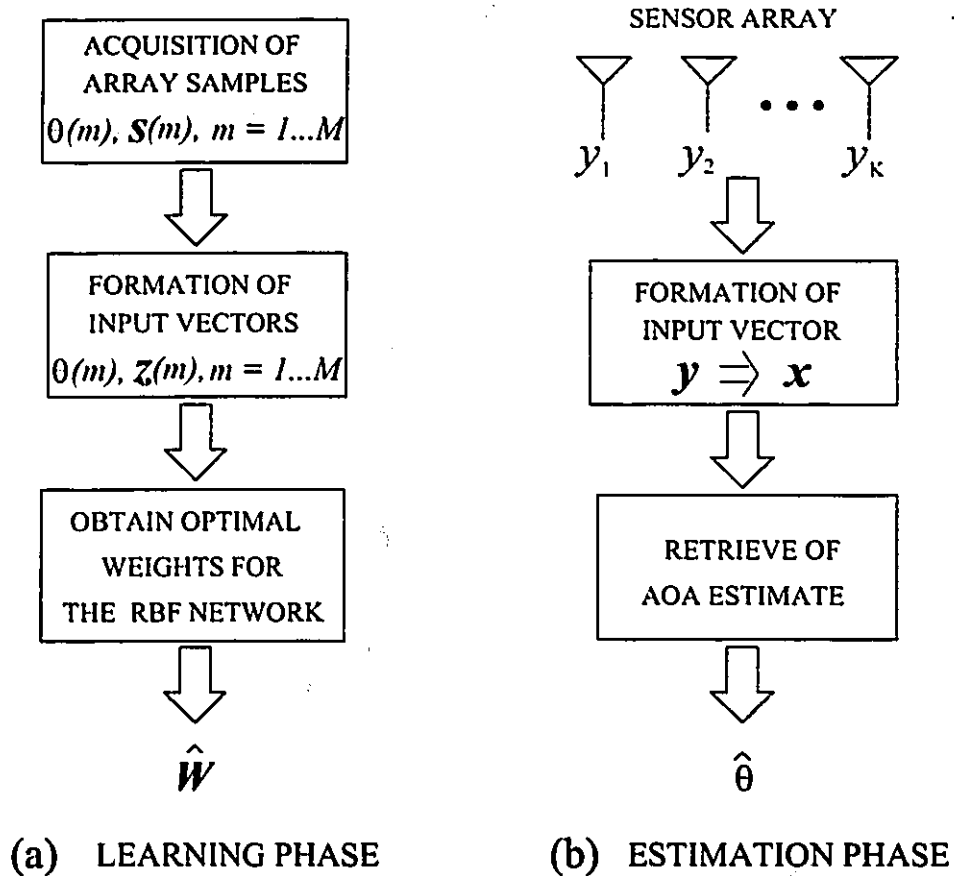 ACQUISITION OF
ARRAY SAMPLES
θ(m), s(m), m = 1...M
FORMATION OF
INPUT VECTORS
θ(m), z(m), m = 1...M
OBTAIN OPTIMAL
WEIGHTS FOR
THE RBF NETWORK
Ŵ
(a) LEARNING PHASE
SENSOR ARRAY
y₁ y₂ ••• yK
FORMATION OF
INPUT VECTOR
y ⇒ x
RETRIEVE OF
AOA ESTIMATE
θ̂
(b) ESTIMATION PHASE